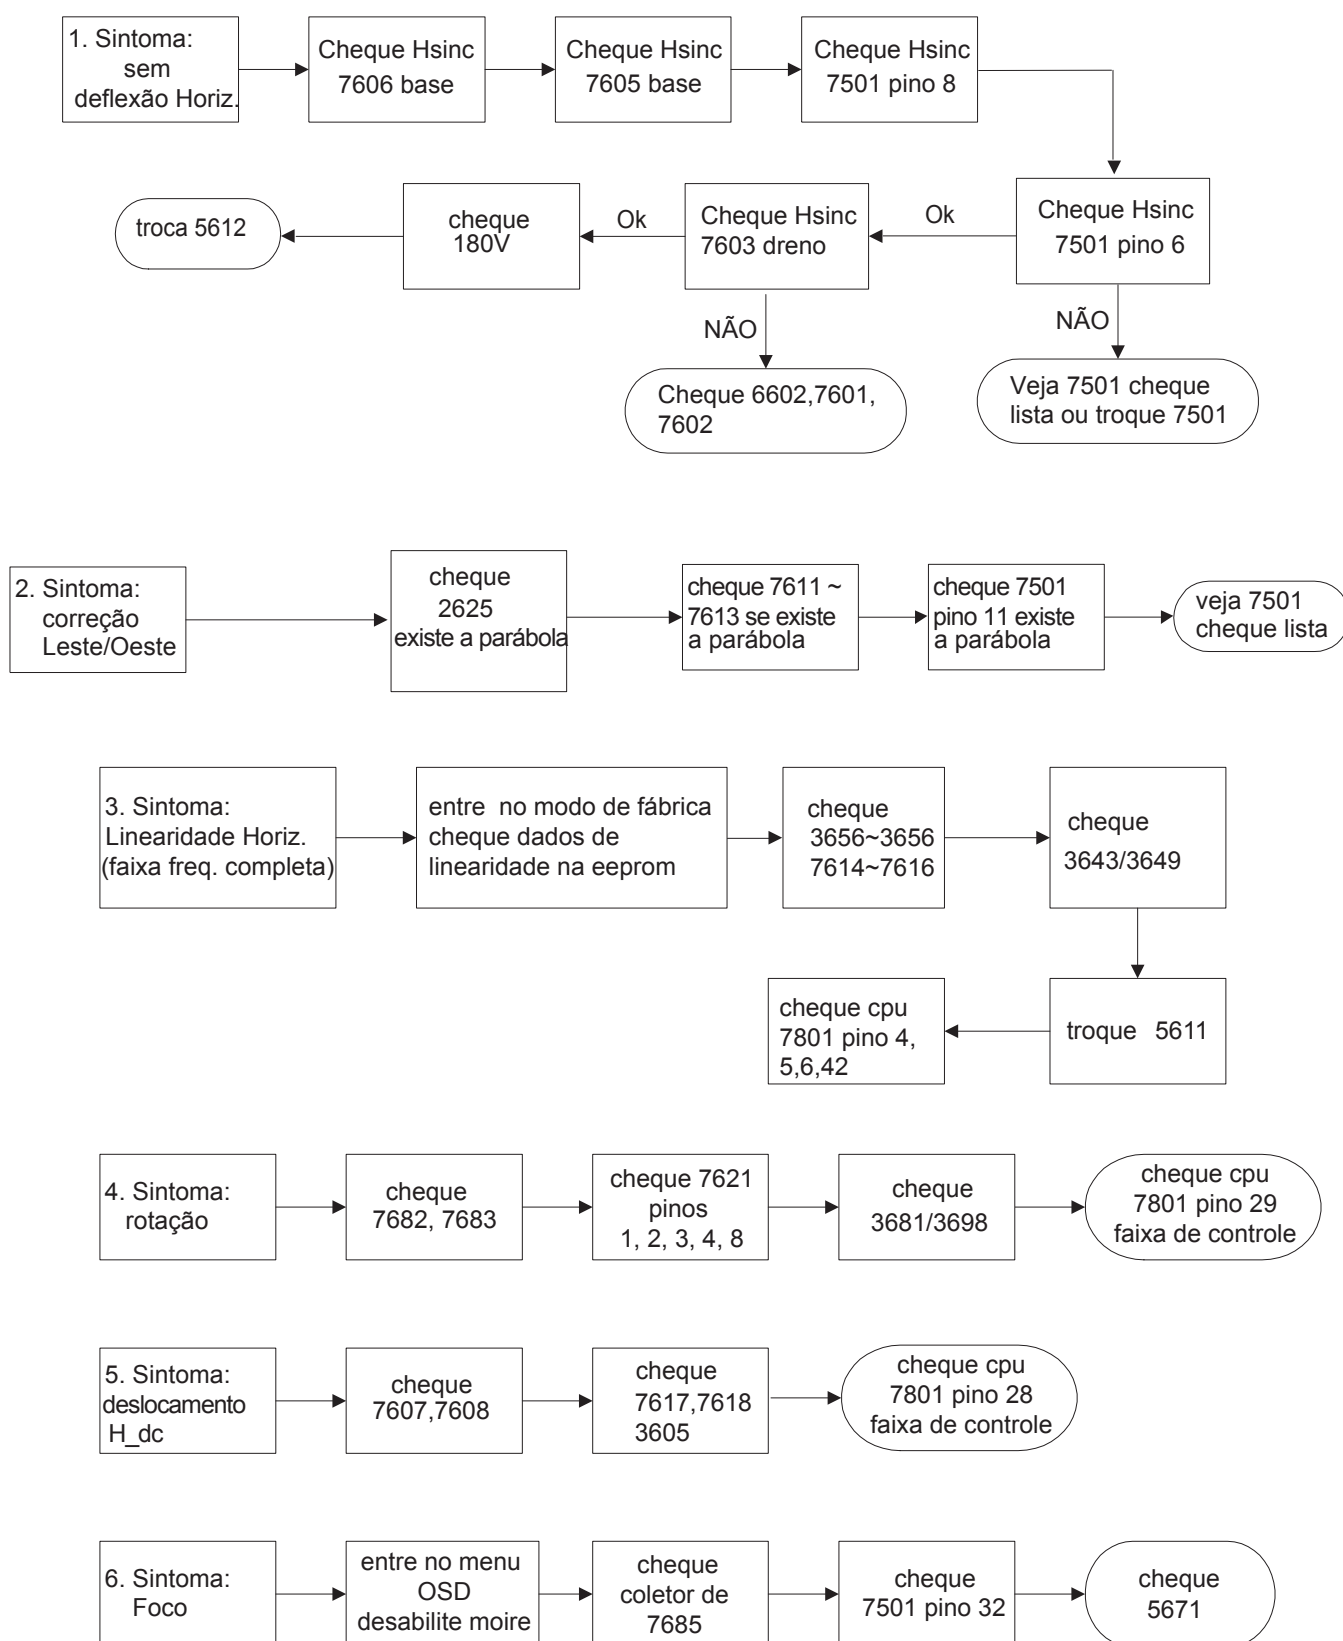 1. Sintoma:
sem
deflexão Horiz.
Cheque Hsinc
7606 base
Cheque Hsinc
7605 base
Cheque Hsinc
7501 pino 8
Cheque Hsinc
7501 pino 6
Ok
Cheque Hsinc
7603 dreno
Ok
cheque
180V
troca 5612
NÃO
Cheque 6602,7601,
7602
NÃO
Veja 7501 cheque
lista ou troque 7501
2. Sintoma:
correção
Leste/Oeste
cheque
2625
existe a parábola
cheque 7611 ~
7613 se existe
a parábola
cheque 7501
pino 11 existe
a parábola
veja 7501
cheque lista
3. Sintoma:
Linearidade Horiz.
(faixa freq. completa)
entre no modo de fábrica
cheque dados de
linearidade na eeprom
cheque
3656~3656
7614~7616
cheque
3643/3649
troque 5611
cheque cpu
7801 pino 4,
5,6,42
4. Sintoma:
rotação
cheque
7682, 7683
cheque 7621
pinos
1, 2, 3, 4, 8
cheque
3681/3698
cheque cpu
7801 pino 29
faixa de controle
5. Sintoma:
deslocamento
H_dc
cheque
7607,7608
cheque
7617,7618
3605
cheque cpu
7801 pino 28
faixa de controle
6. Sintoma:
Foco
entre no menu
OSD
desabilite moire
cheque
coletor de
7685
cheque
7501 pino 32
cheque
5671